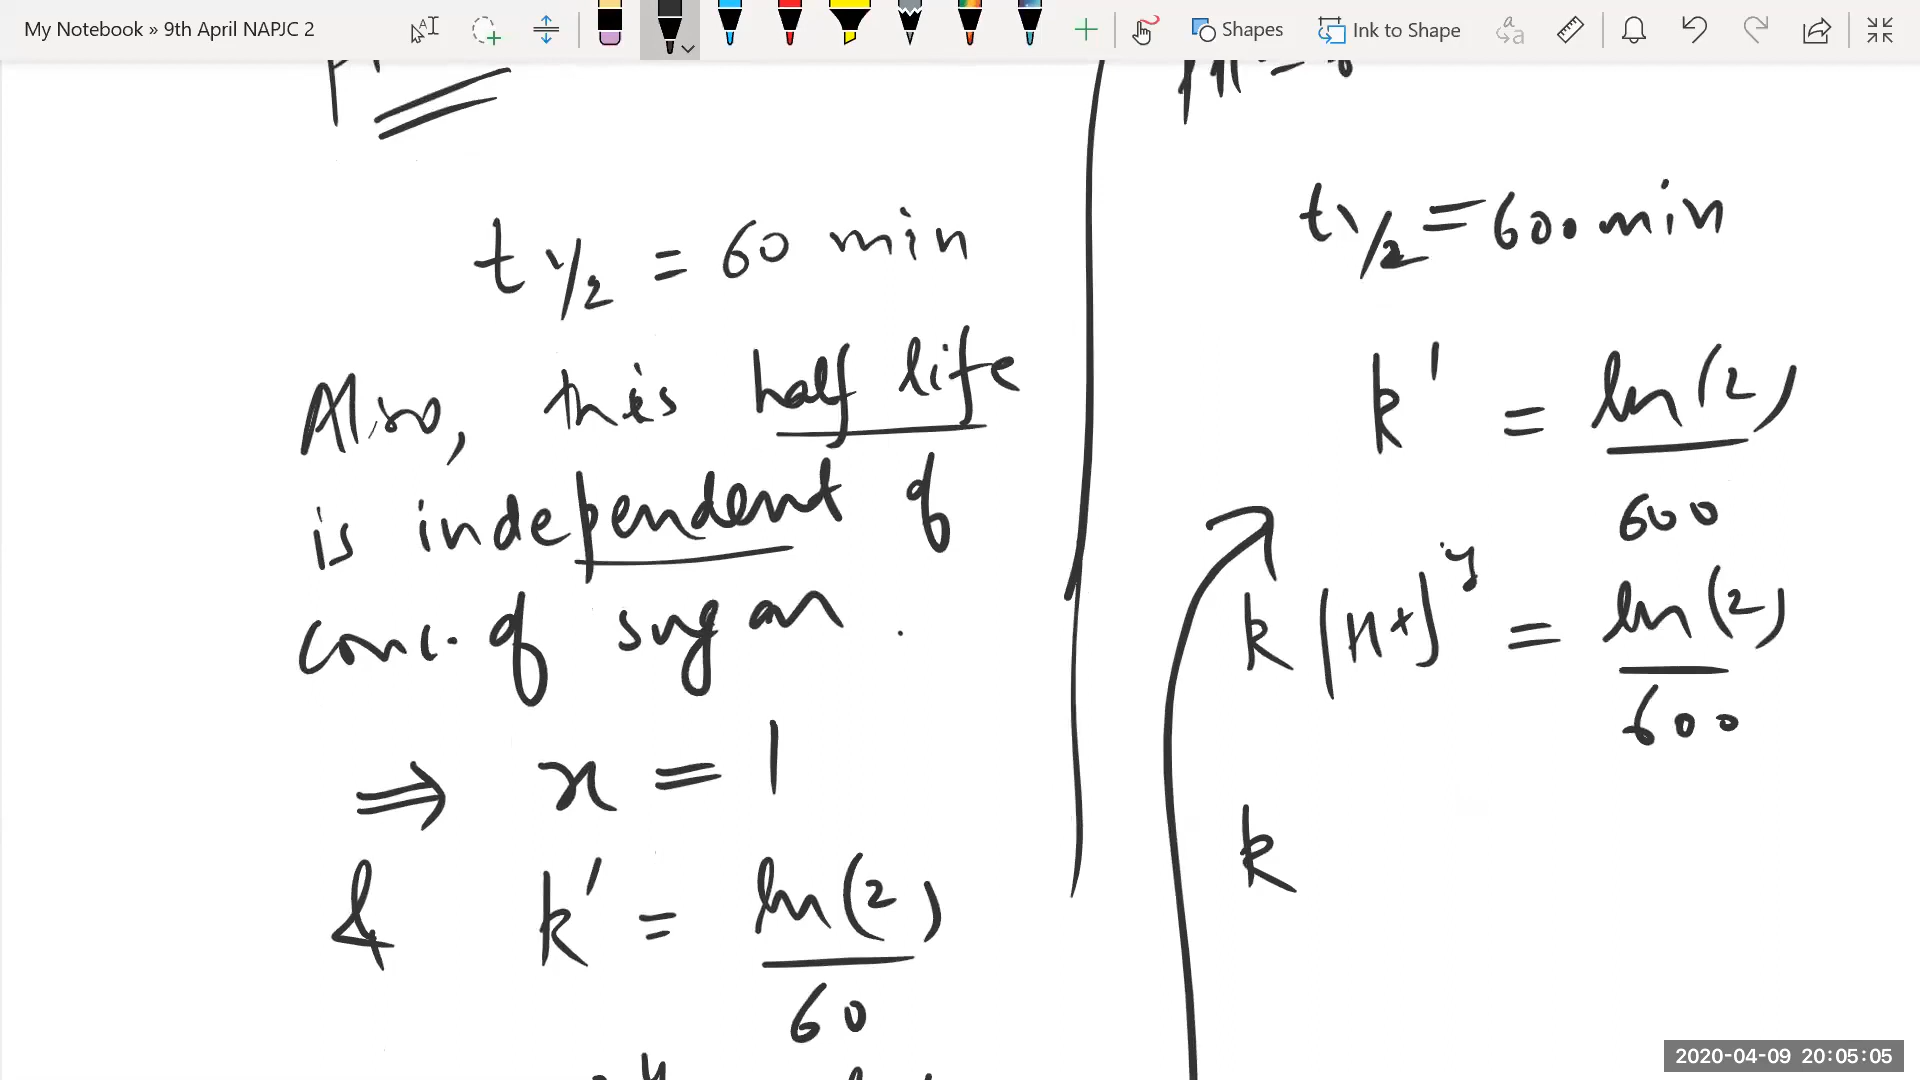 My Notebook » 9th April NAPJC 2
Shapes
Ink to Shape
t 1/2 = 60 min
Also, this half life
is independent of
conc. of sugar.
⇒ x = 1
& k' = ln(2)
60
t 1/2 = 600 min
k' = ln(2)
600
k [H+]^y = ln(2)
600
k
2020-04-09 20:05:05